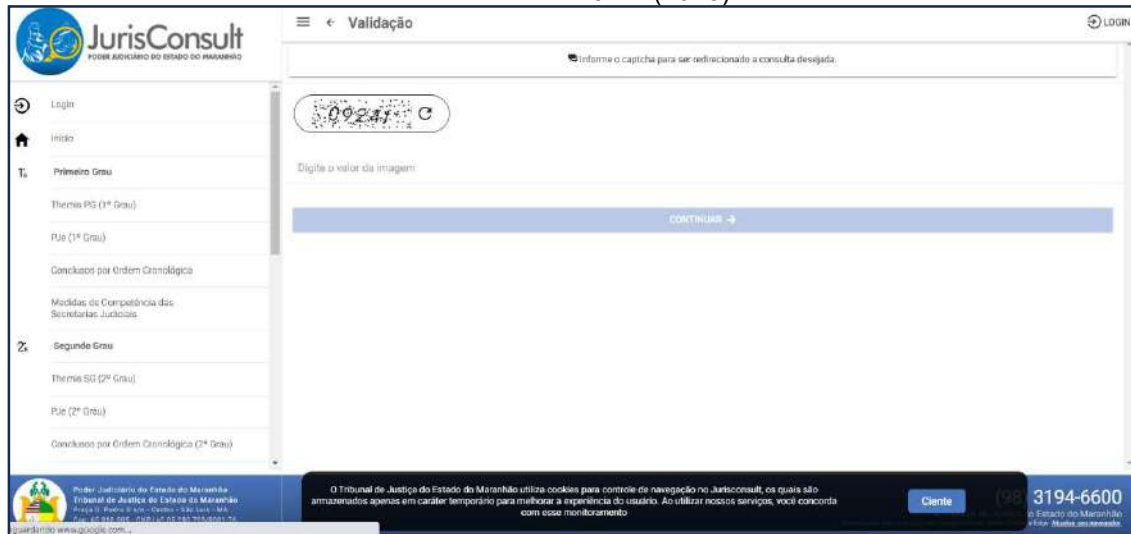 JurisConsult
PODER JUDICIÁRIO DO ESTADO DO MARANHÃO
Validação
LOGIN
Informe o captcha para ser redirecionado a consulta desejada.
Login
Início
Primeiro Grau
Digite o valor da imagem
Themis PG (1º Grau)
CONTINUAR
PJe (1º Grau)
Conclusos por Ordem Cronológica
Medidas de Competência das
Secretarias Judiciais
Segundo Grau
Themis SG (2º Grau)
PJe (2º Grau)
Conclusos por Ordem Cronológica (2º Grau)
Poder Judiciário do Estado do Maranhão
Tribunal de Justiça do Estado do Maranhão
O Tribunal de Justiça do Estado do Maranhão utiliza cookies para controle de navegação no Jurisconsult, os quais são
armazenados apenas em caráter temporário para melhorar a experiência do usuário. Ao utilizar nossos serviços, você concorda
com esse monitoramento
Ciente
(98) 3194-6600
o Estado do Maranhão
aguardando www.google.com...